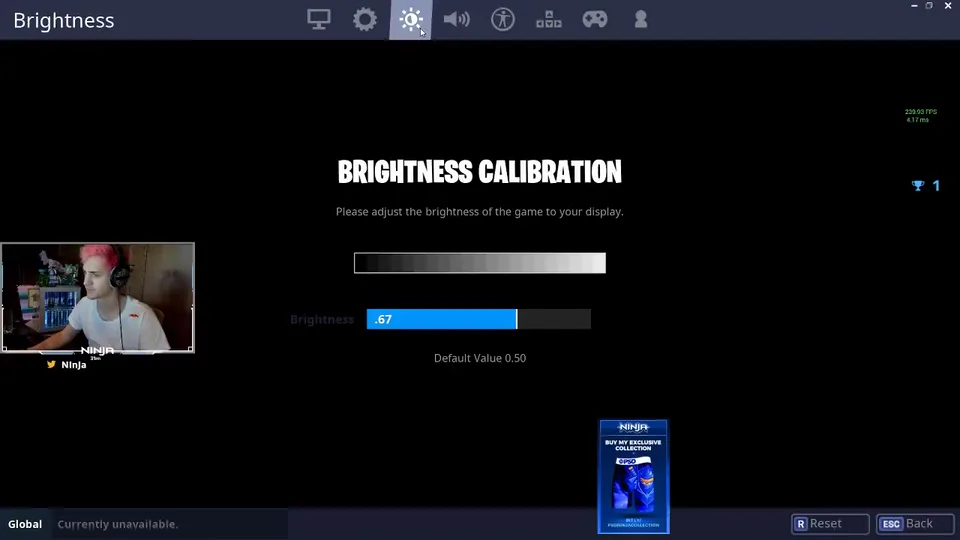 Brightness
239.93 FPS
4.17 ms
1
BRIGHTNESS CALIBRATION
Please adjust the brightness of the game to your display.
Brightness
.67
Default Value 0.50
NINJA
Ninja
NINJA
BUY MY EXCLUSIVE
COLLECTION
PSD
Global
Currently unavailable.
R Reset
ESC Back